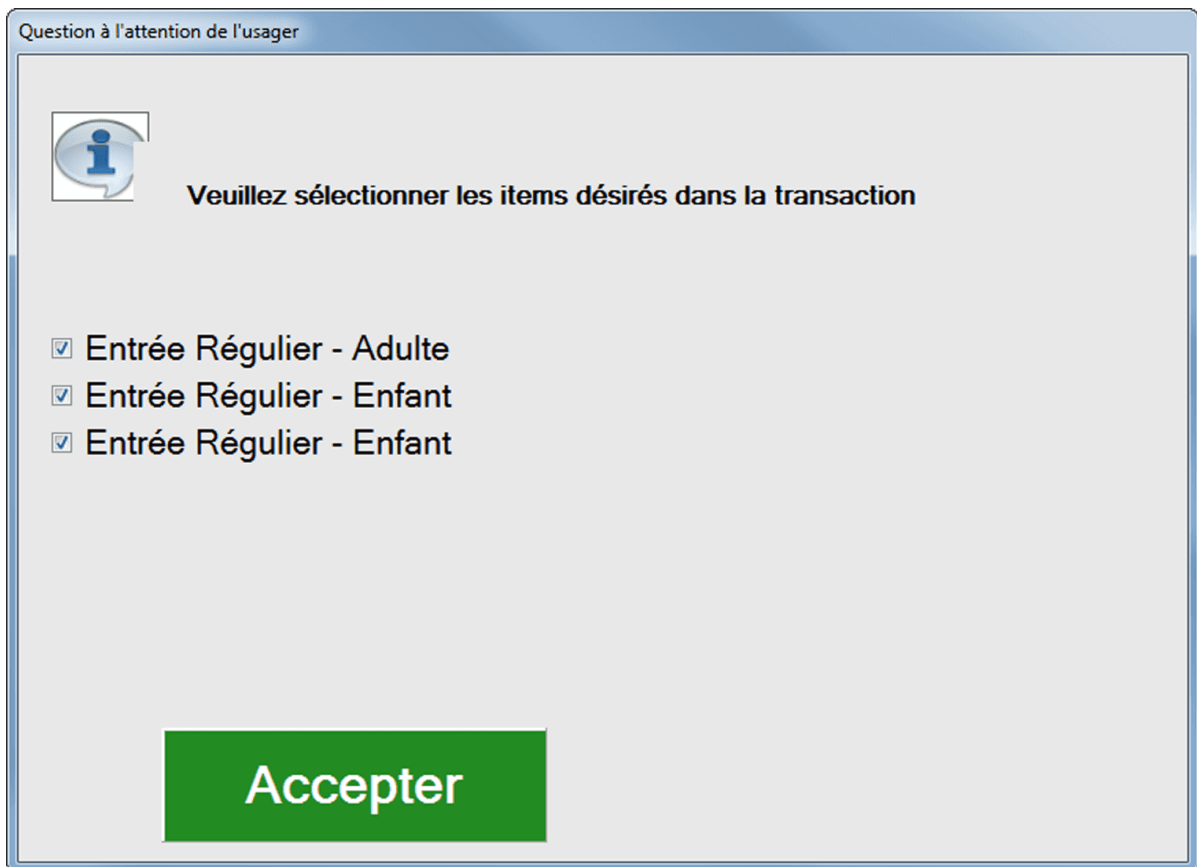 Question à l'attention de l'usager
Veuillez sélectionner les items désirés dans la transaction
Entrée Régulier - Adulte
Entrée Régulier - Enfant
Entrée Régulier - Enfant
Accepter